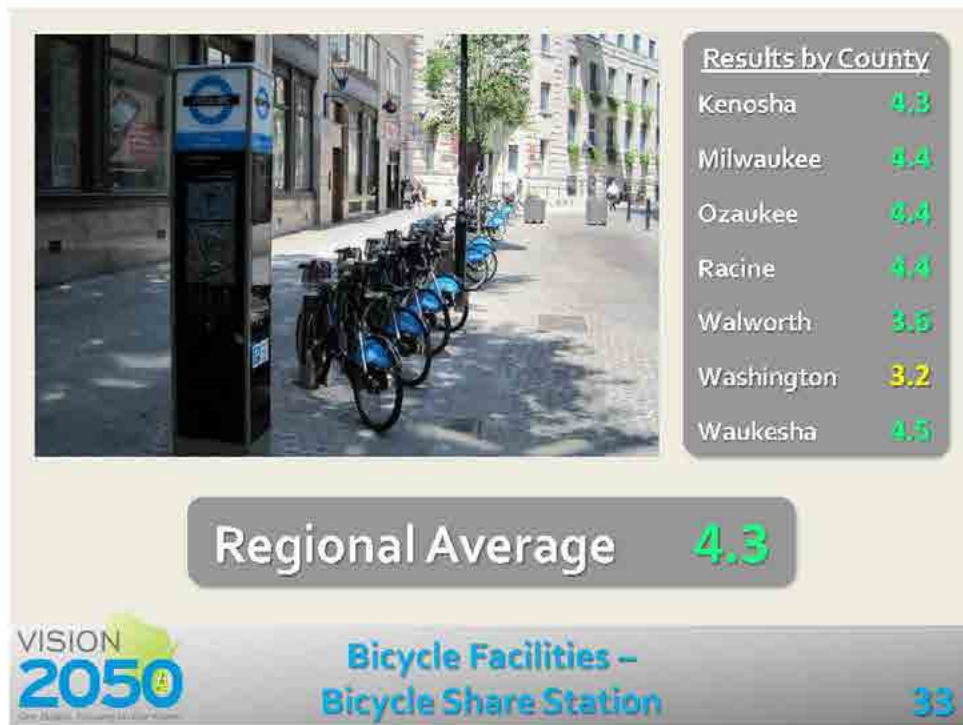 Results by County
Kenosha 4.3
Milwaukee 4.4
Ozaukee 4.4
Racine 4.4
Walworth 3.6
Washington 3.2
Waukesha 4.5
Regional Average 4.3
VISION
2050
Bicycle Facilities –
Bicycle Share Station
33